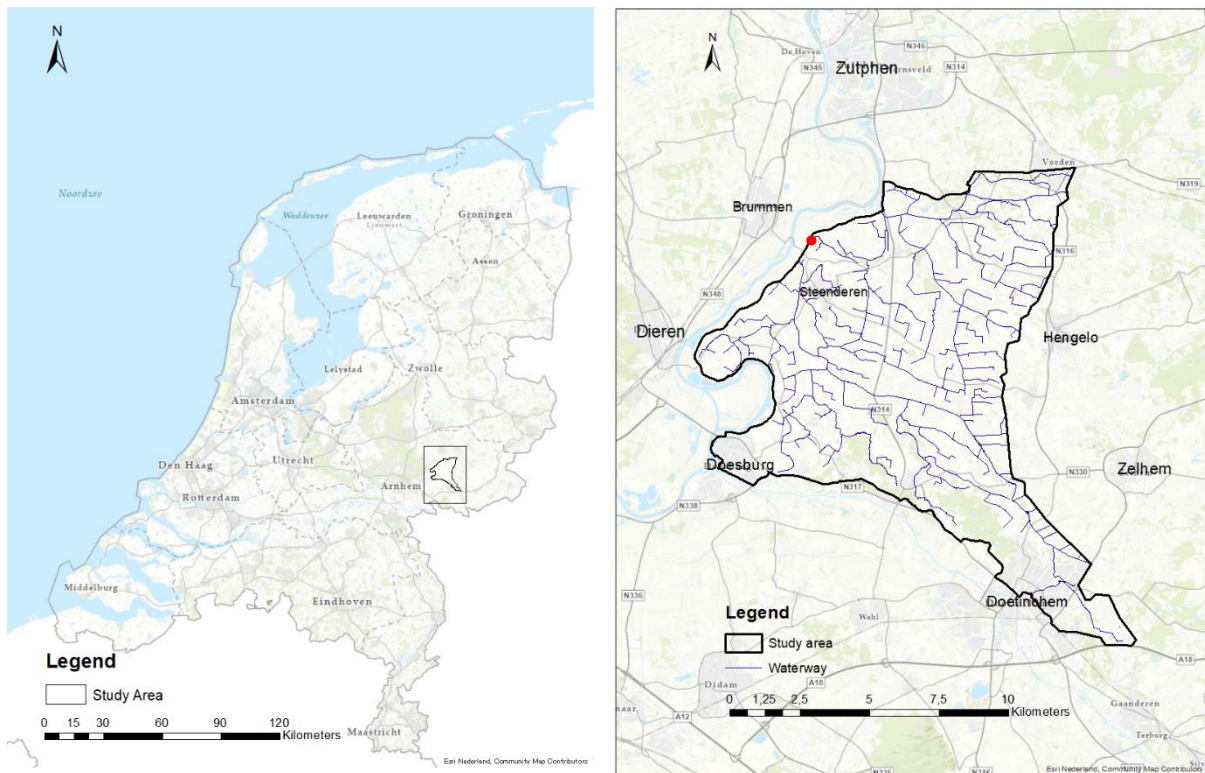 N
Noordzee
Waddenzee
Leeuwarden
Ljouwert
Groningen
Assen
Lelystad
Zwolle
Amsterdam
Den Haag
Utrecht
Arnhem
Rotterdam
Middelburg
Eindhoven
Maastricht
Legend
Study Area
0 15 30 60 90 120
Kilometers
Esri Nederland, Community Map Contributors
N
De Hoven
N345
N346
Zutphen
N314
Vorden
N319
Brummen
N316
N348
Steenderen
Dieren
Hengelo
N314
Doesburg
N330
Zelhem
N317
N338
N336
Doetinchem
Wehl
Legend
Study area
Waterway
A18
Didam
A18
0 1,25 2,5 5 7,5 10
Kilometers
A12
Gaanderen
Terborg
N335
Esri Nederland, Community Map Contributors